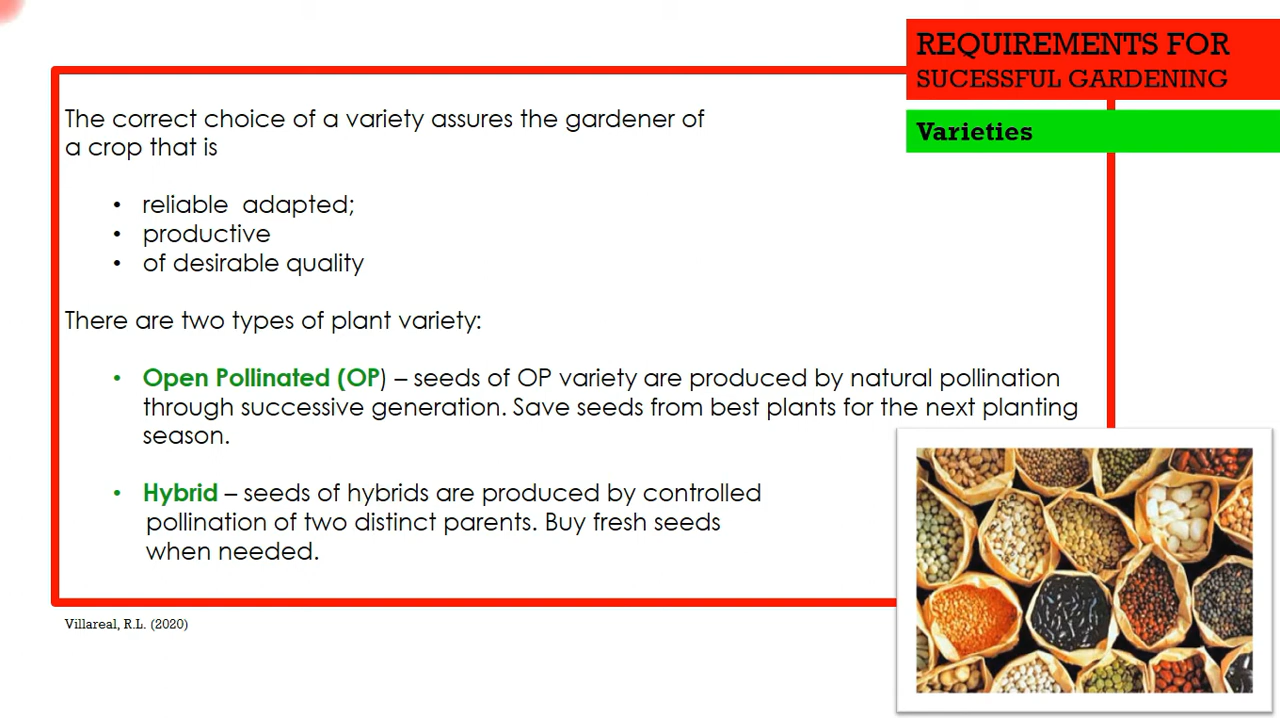 REQUIREMENTS FOR
SUCESSFUL GARDENING
Varieties
The correct choice of a variety assures the gardener of
a crop that is
• reliable  adapted;
• productive
• of desirable quality
There are two types of plant variety:
• Open Pollinated (OP) – seeds of OP variety are produced by natural pollination
through successive generation. Save seeds from best plants for the next planting
season.
• Hybrid – seeds of hybrids are produced by controlled
pollination of two distinct parents. Buy fresh seeds
when needed.
Villareal, R.L. (2020)